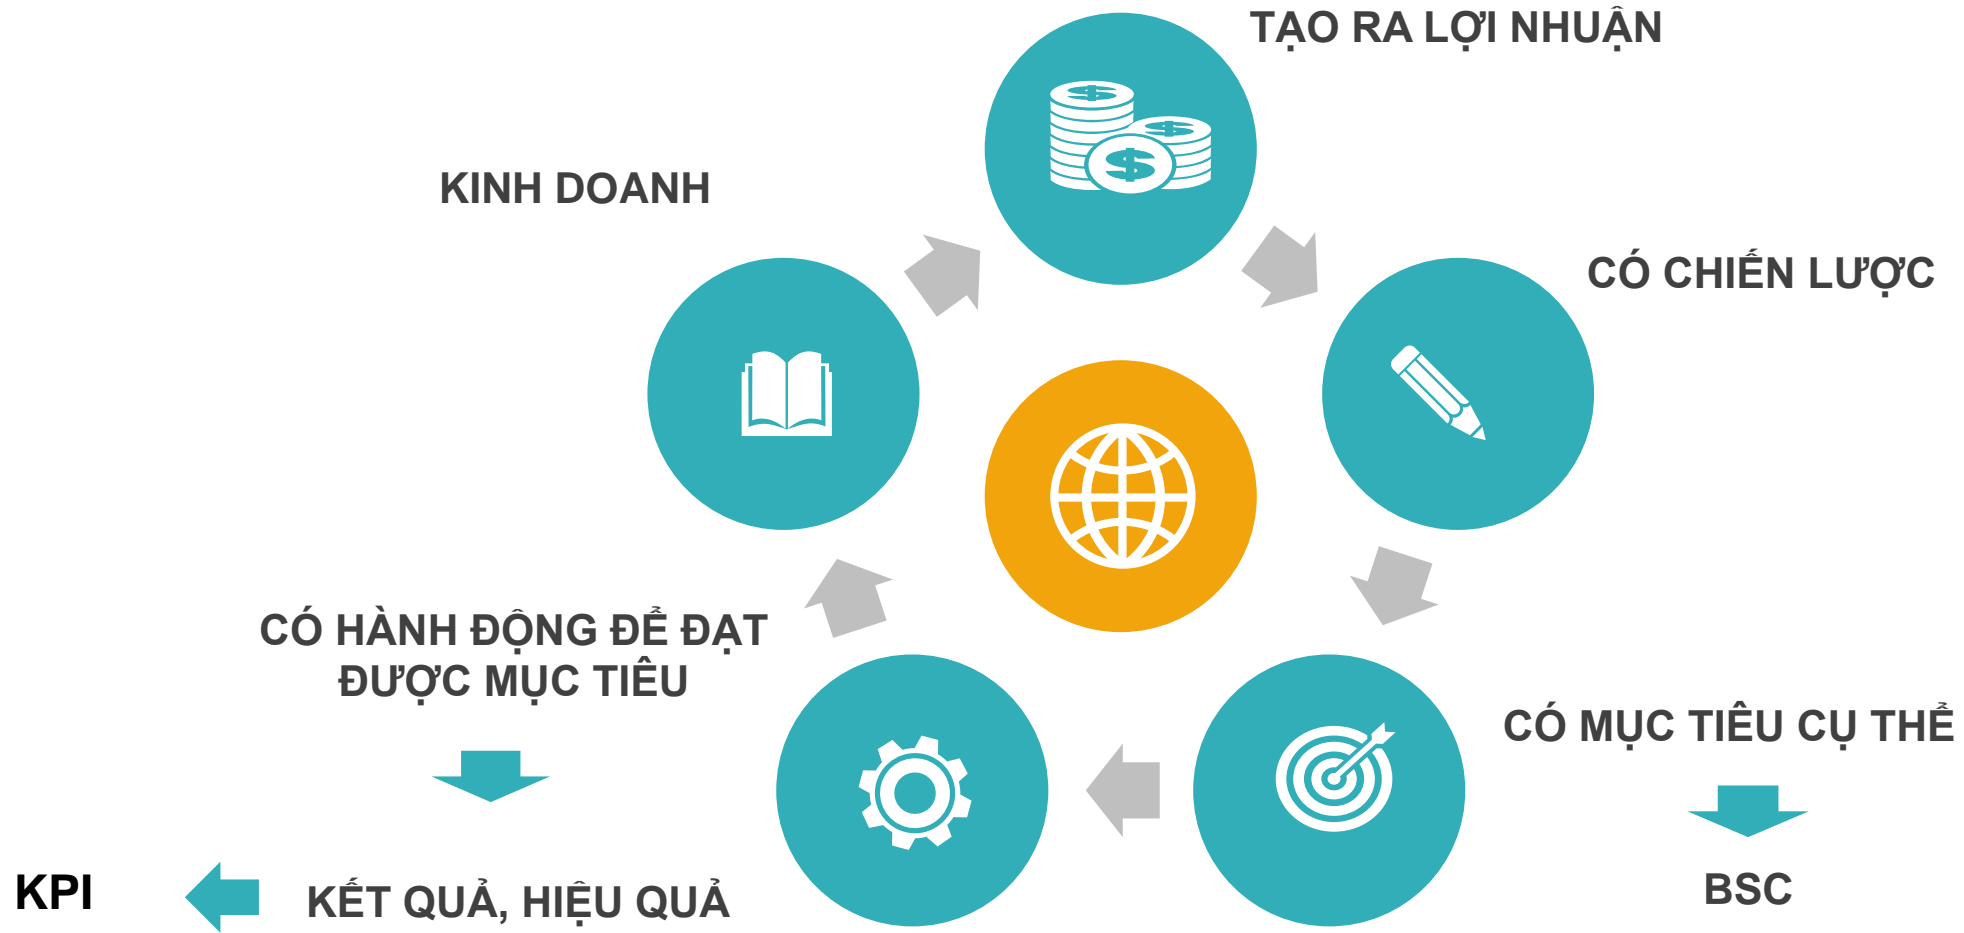 TẠO RA LỢI NHUẬN
KINH DOANH
CÓ CHIẾN LƯỢC
CÓ HÀNH ĐỘNG ĐỂ ĐẠT
ĐƯỢC MỤC TIÊU
CÓ MỤC TIÊU CỤ THỂ
KPI
KẾT QUẢ, HIỆU QUẢ
BSC